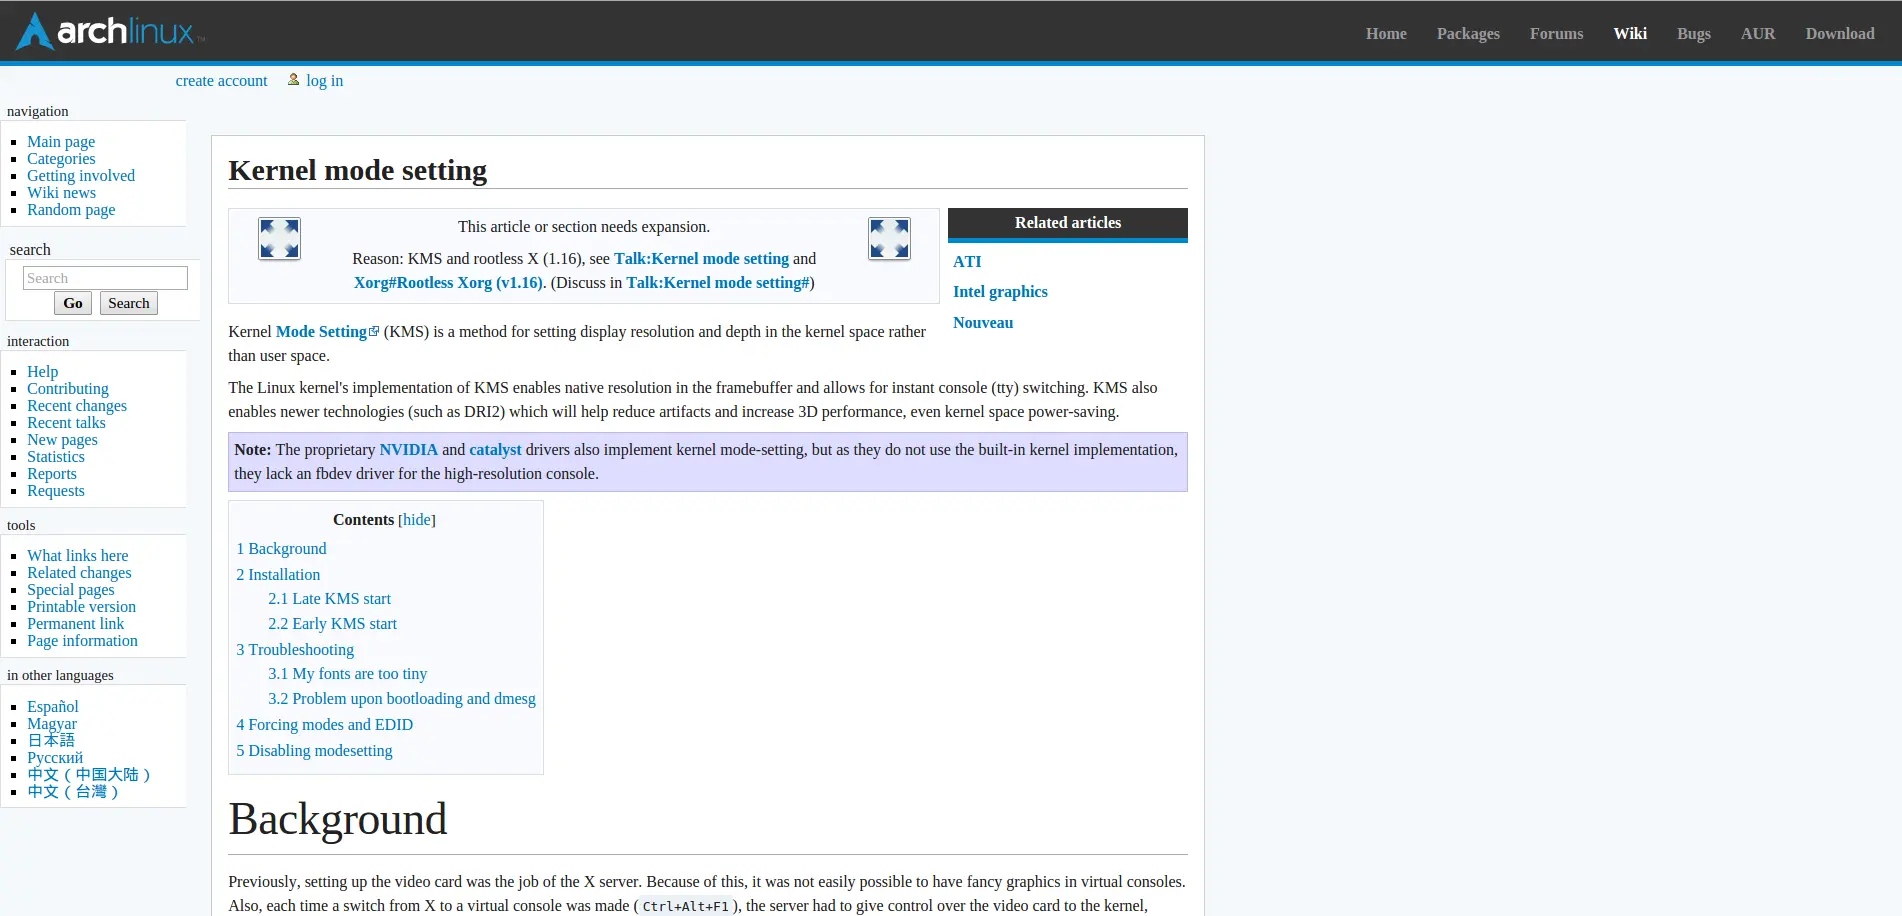 archlinux™
Home Packages Forums Wiki Bugs AUR Download
create account log in
navigation
Main page
Categories
Getting involved
Wiki news
Random page
search
Search
Go Search
interaction
Help
Contributing
Recent changes
Recent talks
New pages
Statistics
Reports
Requests
tools
What links here
Related changes
Special pages
Printable version
Permanent link
Page information
in other languages
Español
Magyar
日本語
Русский
中文（中国大陆）
中文（台灣）
Kernel mode setting
This article or section needs expansion.
Reason: KMS and rootless X (1.16), see Talk:Kernel mode setting and
Xorg#Rootless Xorg (v1.16). (Discuss in Talk:Kernel mode setting#)
Related articles
ATI
Intel graphics
Nouveau
Kernel Mode Setting (KMS) is a method for setting display resolution and depth in the kernel space rather
than user space.
The Linux kernel's implementation of KMS enables native resolution in the framebuffer and allows for instant console (tty) switching. KMS also
enables newer technologies (such as DRI2) which will help reduce artifacts and increase 3D performance, even kernel space power-saving.
Note: The proprietary NVIDIA and catalyst drivers also implement kernel mode-setting, but as they do not use the built-in kernel implementation,
they lack an fbdev driver for the high-resolution console.
Contents [hide]
1 Background
2 Installation
2.1 Late KMS start
2.2 Early KMS start
3 Troubleshooting
3.1 My fonts are too tiny
3.2 Problem upon bootloading and dmesg
4 Forcing modes and EDID
5 Disabling modesetting
Background
Previously, setting up the video card was the job of the X server. Because of this, it was not easily possible to have fancy graphics in virtual consoles.
Also, each time a switch from X to a virtual console was made (Ctrl+Alt+F1), the server had to give control over the video card to the kernel,